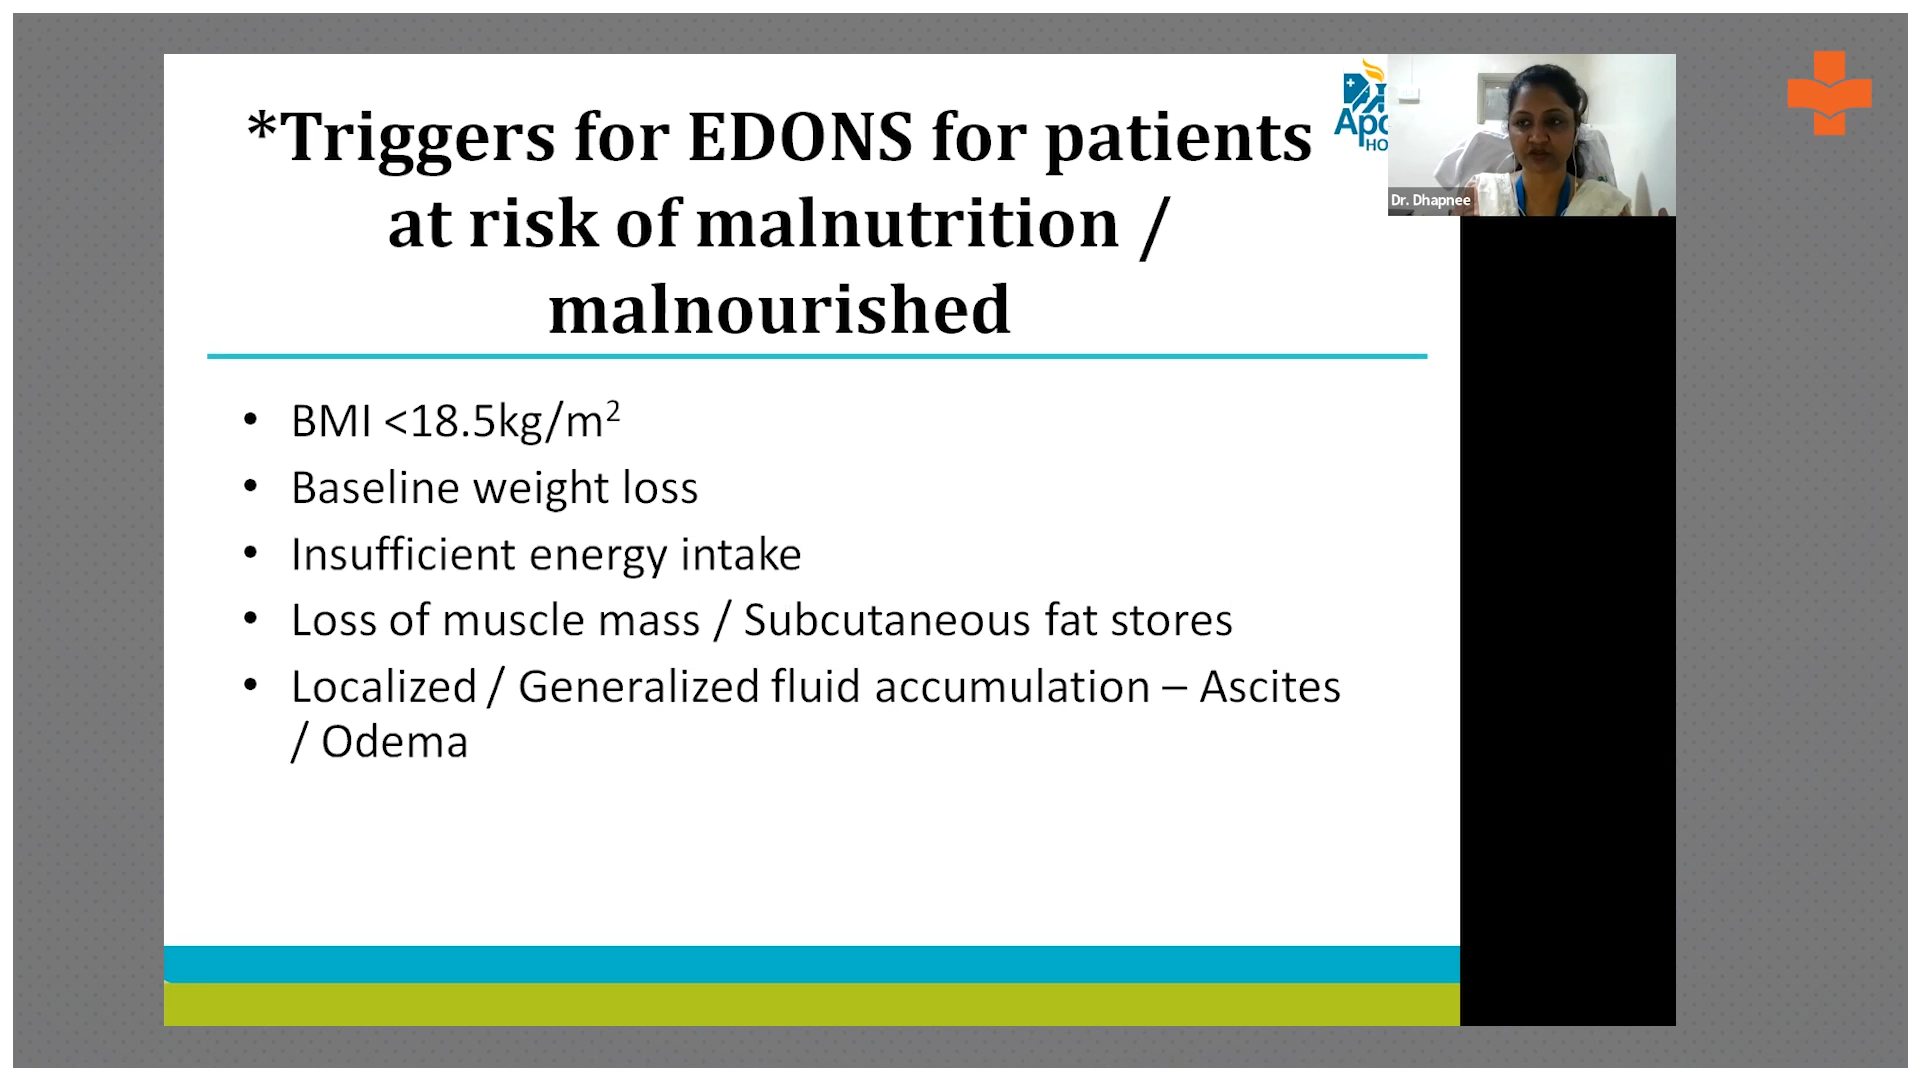 *Triggers for EDONS for patients
at risk of malnutrition /
malnourished
Dr. Dhapnee
• BMI <18.5kg/m²
• Baseline weight loss
• Insufficient energy intake
• Loss of muscle mass / Subcutaneous fat stores
• Localized / Generalized fluid accumulation – Ascites
/ Odema